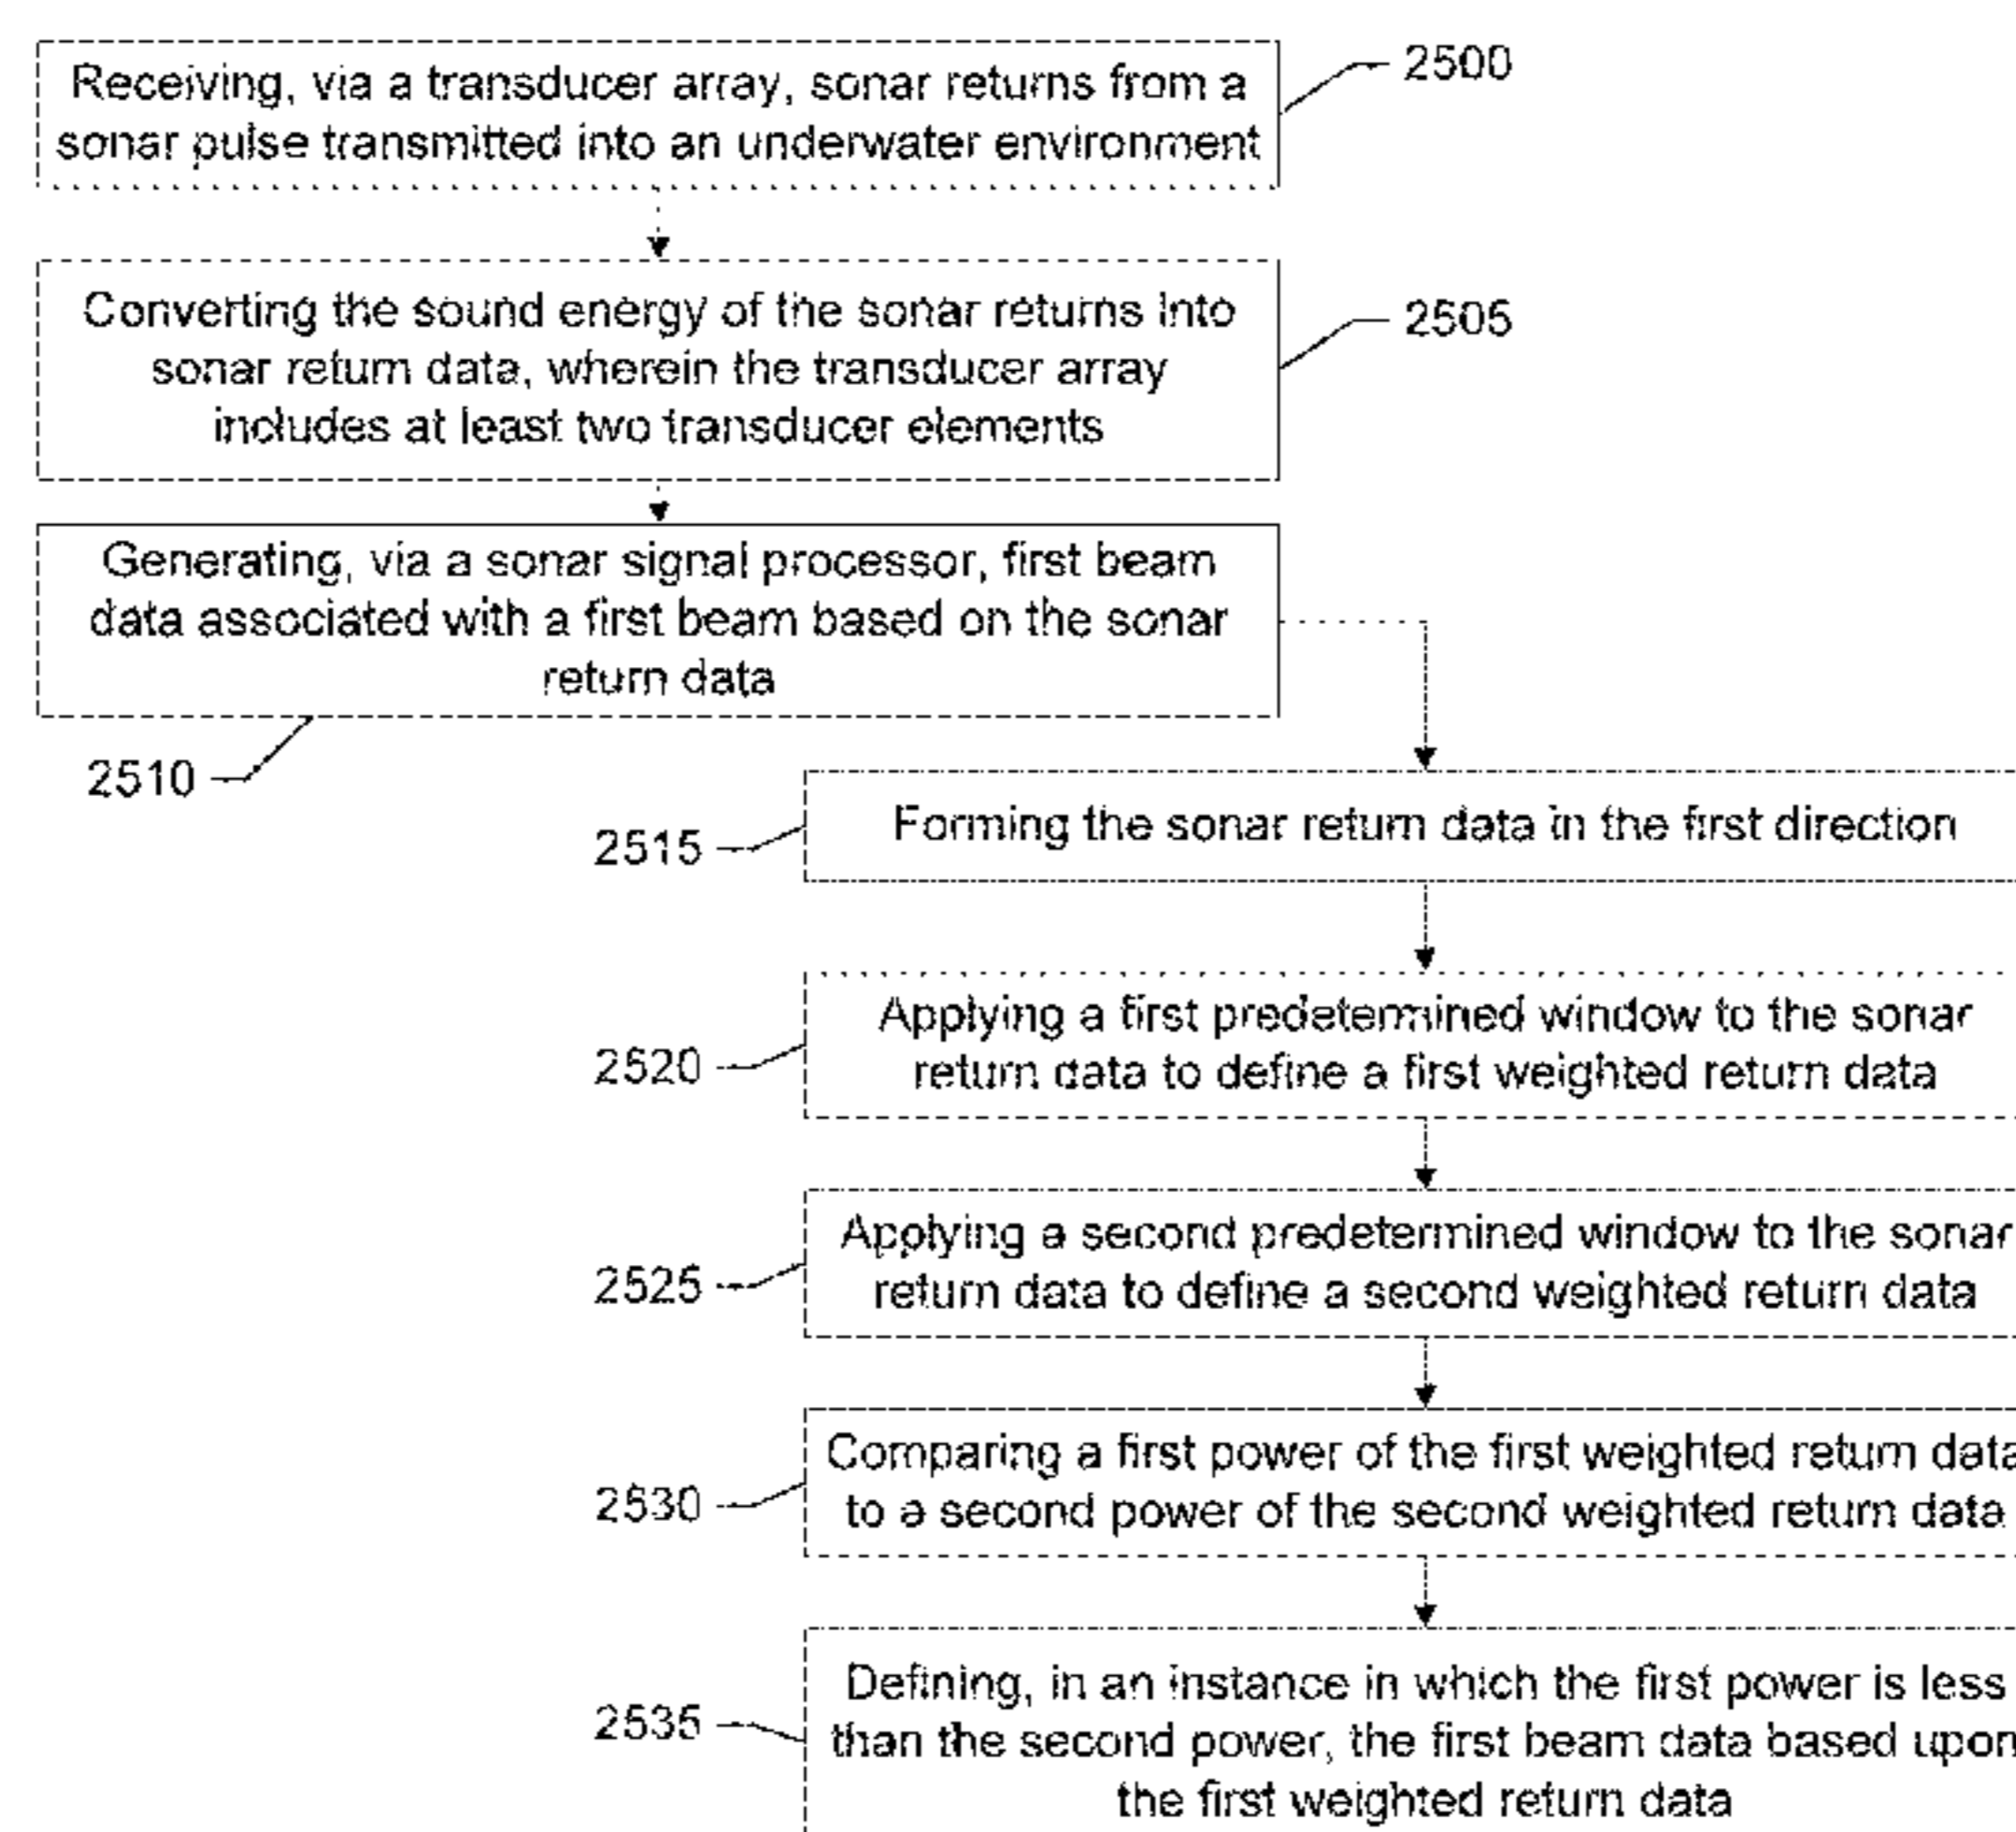 Receiving, via a transducer array, sonar returns from a
sonar pulse transmitted into an underwater environment
2500
Converting the sound energy of the sonar returns into
sonar return data, wherein the transducer array
includes at least two transducer elements
2505
Generating, via a sonar signal processor, first beam
data associated with a first beam based on the sonar
return data
2510
Forming the sonar return data in the first direction
2515
Applying a first predetermined window to the sonar
return data to define a first weighted return data
2520
Applying a second predetermined window to the sonar
return data to define a second weighted return data
2525
Comparing a first power of the first weighted return data
to a second power of the second weighted return data
2530
Defining, in an instance in which the first power is less
than the second power, the first beam data based upon
the first weighted return data
2535